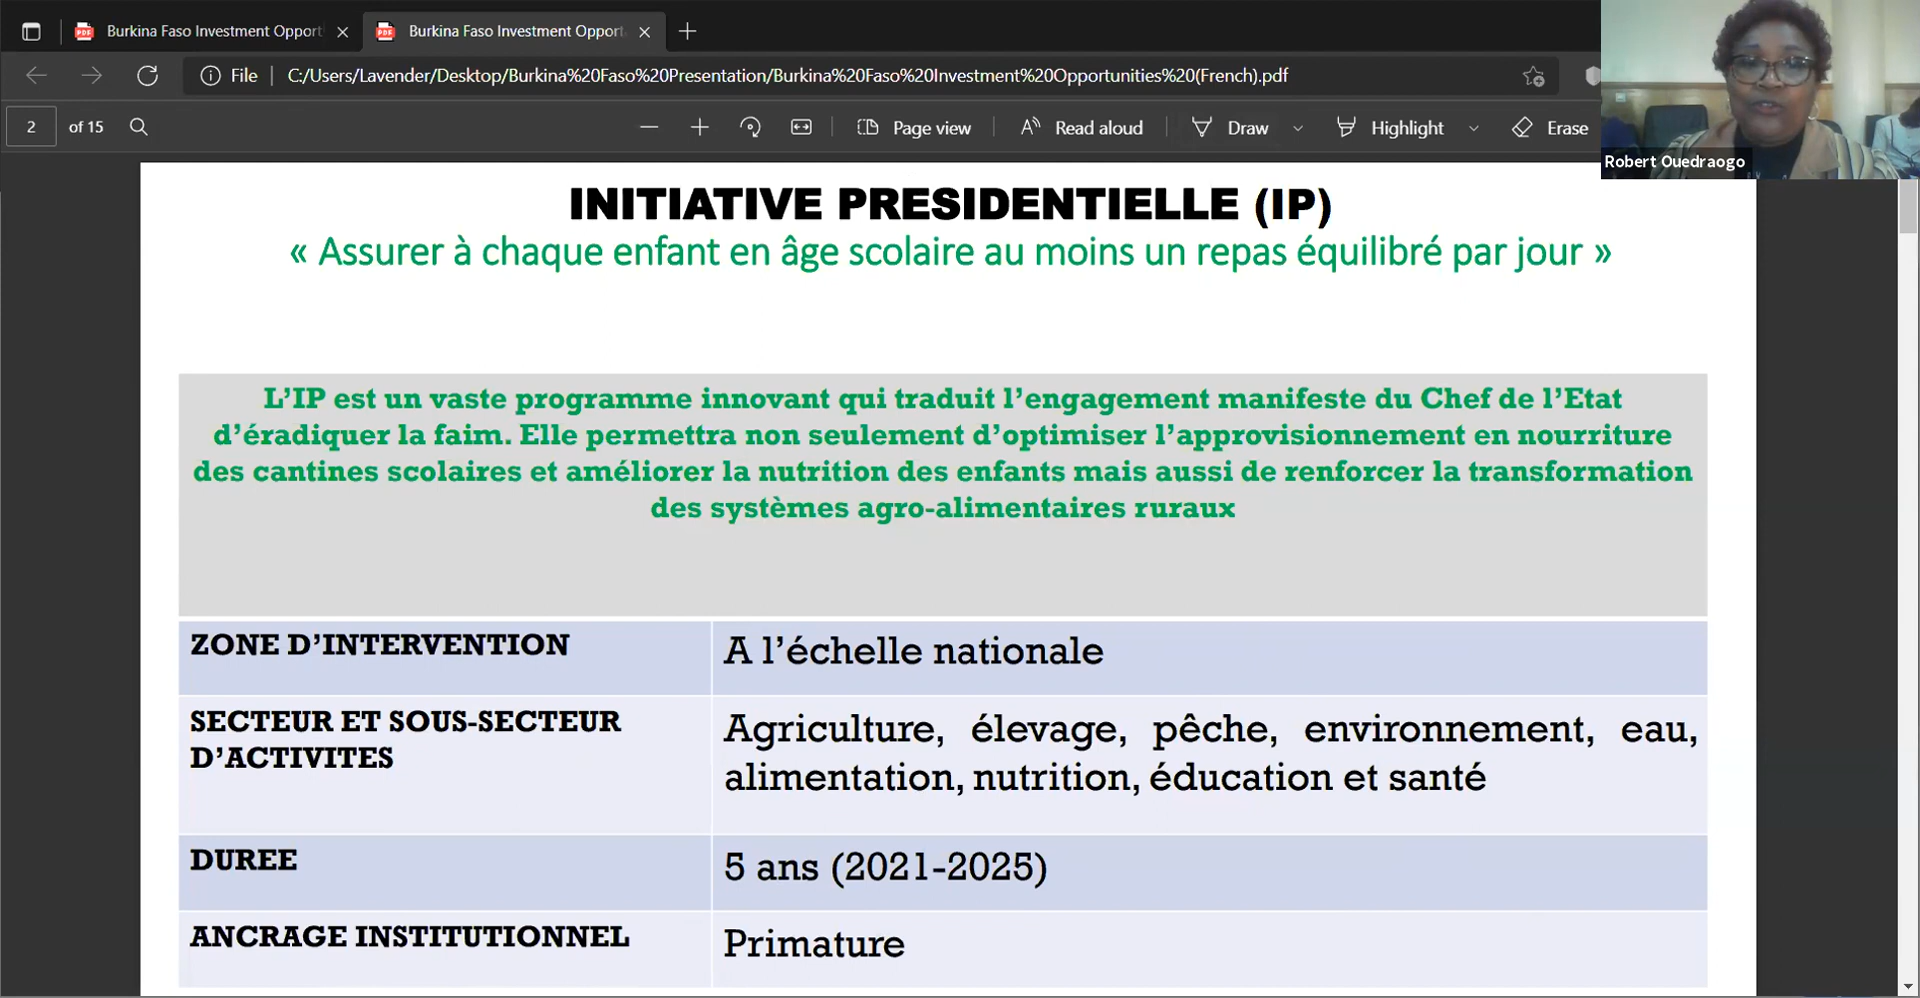 Burkina Faso Investment Opport
Burkina Faso Investment Opport
File
C:/Users/Lavender/Desktop/Burkina%20Faso%20Presentation/Burkina%20Faso%20Investment%20Opportunities%20(French).pdf
2 of 15
Page view
Read aloud
Draw
Highlight
Erase
Robert Ouedraogo
INITIATIVE PRESIDENTIELLE (IP)
« Assurer à chaque enfant en âge scolaire au moins un repas équilibré par jour »
L’IP est un vaste programme innovant qui traduit l’engagement manifeste du Chef de l’Etat
d’éradiquer la faim. Elle permettra non seulement d’optimiser l’approvisionnement en nourriture
des cantines scolaires et améliorer la nutrition des enfants mais aussi de renforcer la transformation
des systèmes agro-alimentaires ruraux
ZONE D’INTERVENTION
A l’échelle nationale
SECTEUR ET SOUS-SECTEUR
D’ACTIVITES
Agriculture, élevage, pêche, environnement, eau,
alimentation, nutrition, éducation et santé
DUREE
5 ans (2021-2025)
ANCRAGE INSTITUTIONNEL
Primature